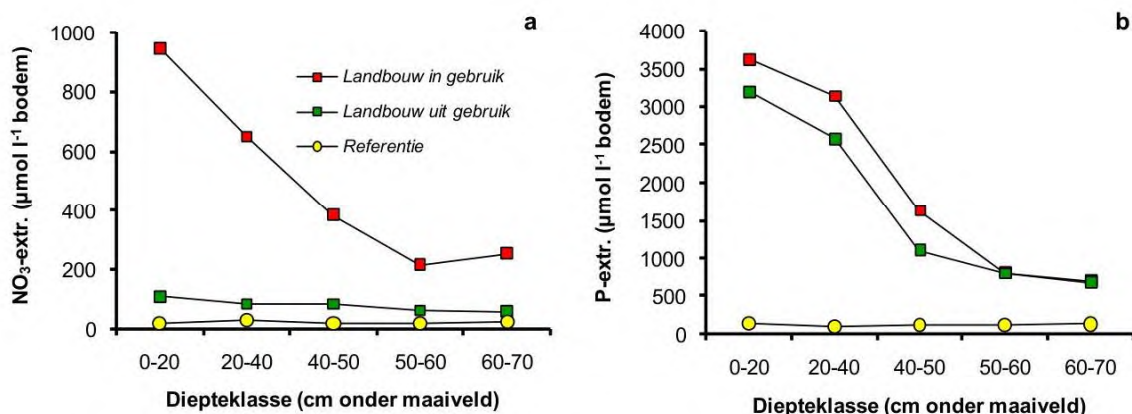 a
NO3-extr. (µmol l-1 bodem)
1000
800
600
400
200
0
Landbouw in gebruik
Landbouw uit gebruik
Referentie
0-20 20-40 40-50 50-60 60-70
Diepteklasse (cm onder maaiveld)
b
P-extr. (µmol l-1 bodem)
4000
3500
3000
2500
2000
1500
1000
500
0
0-20 20-40 40-50 50-60 60-70
Diepteklasse (cm onder maaiveld)